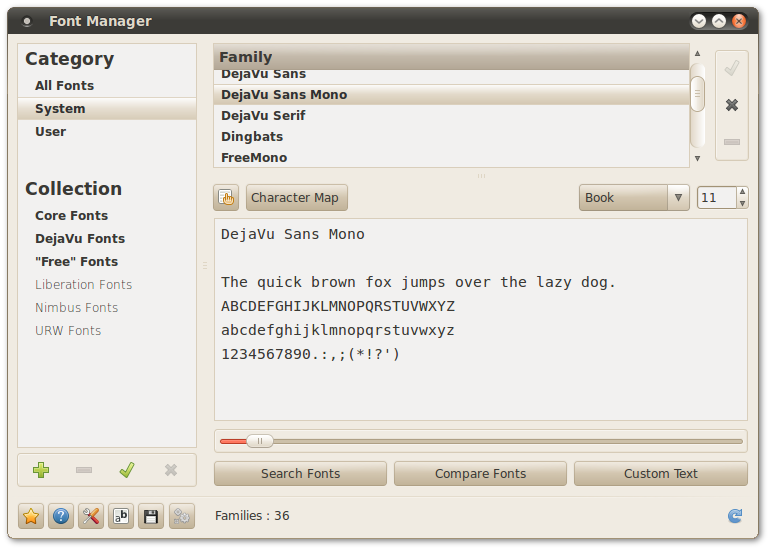 Font Manager
Category
All Fonts
System
User
Collection
Core Fonts
DejaVu Fonts
"Free" Fonts
Liberation Fonts
Nimbus Fonts
URW Fonts
Family
DejaVu Sans
DejaVu Sans Mono
DejaVu Serif
Dingbats
FreeMono
Character Map
Book
11
DejaVu Sans Mono
The quick brown fox jumps over the lazy dog.
ABCDEFGHIJKLMNOPQRSTUVWXYZ
abcdefghijklmnopqrstuvwxyz
1234567890.:,;(*!?')
Search Fonts
Compare Fonts
Custom Text
ab
Families : 36